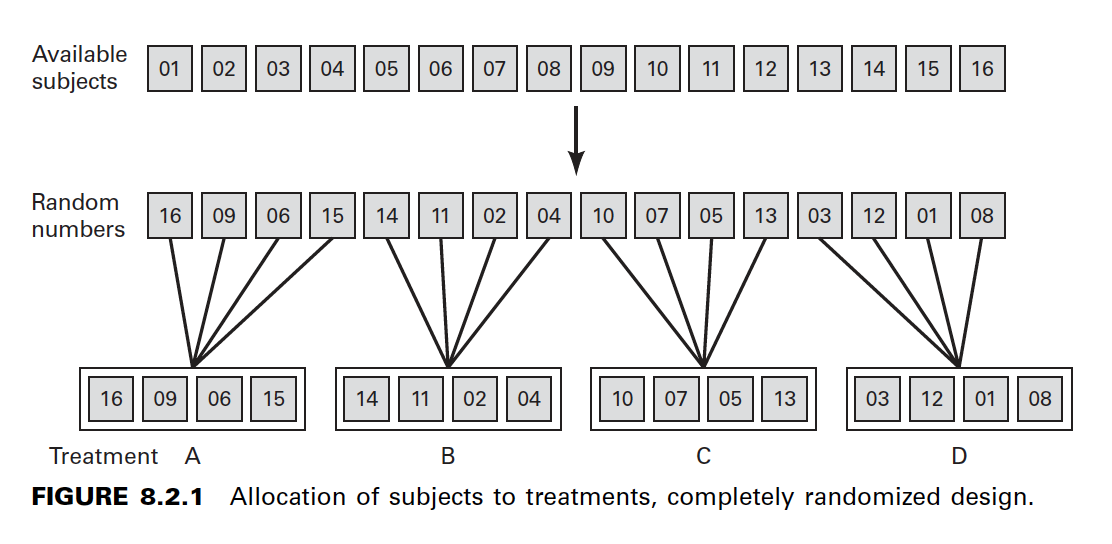 Available
subjects
01 02 03 04 05 06 07 08 09 10 11 12 13 14 15 16
Random
numbers
16 09 06 15 14 11 02 04 10 07 05 13 03 12 01 08
16 09 06 15 14 11 02 04 10 07 05 13 03 12 01 08
Treatment A B C D
FIGURE 8.2.1 Allocation of subjects to treatments, completely randomized design.